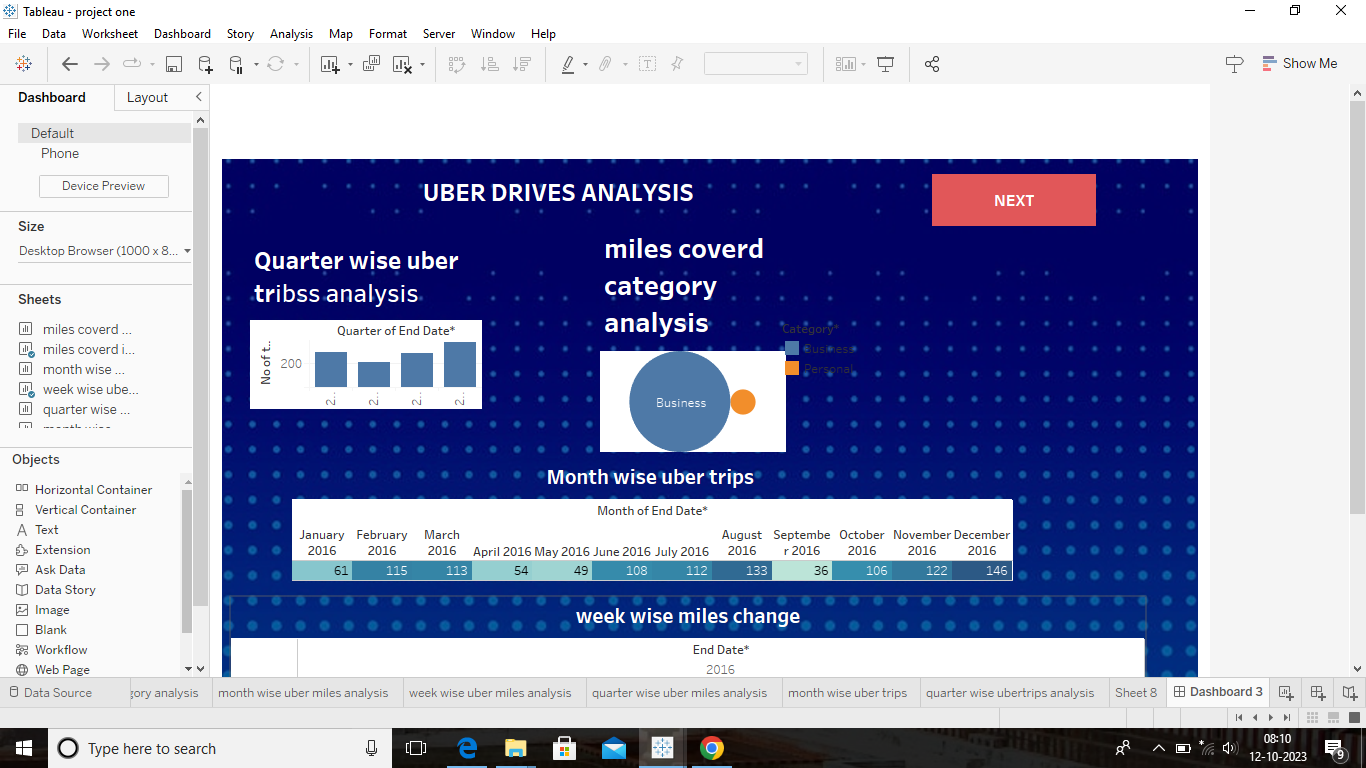 Tableau - project one
File Data Worksheet Dashboard Story Analysis Map Format Server Window Help
Show Me
Dashboard Layout
Default
Phone
Device Preview
Size
Desktop Browser (1000 x 8...
Sheets
miles coverd ...
miles coverd i...
month wise ...
week wise ube...
quarter wise ...
Objects
Horizontal Container
Vertical Container
Text
Extension
Ask Data
Data Story
Image
Blank
Workflow
Web Page
UBER DRIVES ANALYSIS
NEXT
Quarter wise uber
tribss analysis
Quarter of End Date*
No of t..
200
2.. 2.. 2.. 2..
miles coverd
category
analysis
Category*
Business
Personal
Business
Month wise uber trips
Month of End Date*
January 2016 February 2016 March 2016 April 2016 May 2016 June 2016 July 2016 August 2016 Septembe r 2016 October 2016 November 2016 December 2016
61 115 113 54 49 108 112 133 36 106 122 146
week wise miles change
End Date*
2016
Data Source gory analysis month wise uber miles analysis week wise uber miles analysis quarter wise uber miles analysis month wise uber trips quarter wise ubertrips analysis Sheet 8 Dashboard 3
Type here to search
08:10
12-10-2023
9